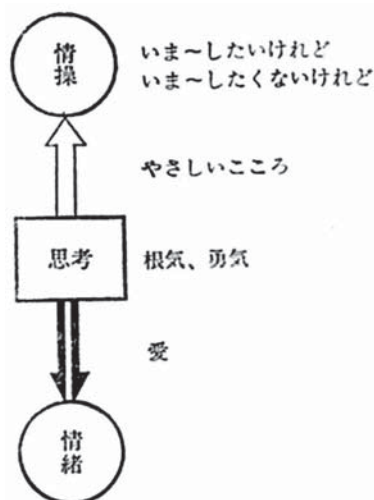 情操
いま〜したいけれど
いま〜したくないけれど
やさしいこころ
思考
根気、勇気
愛
情緒